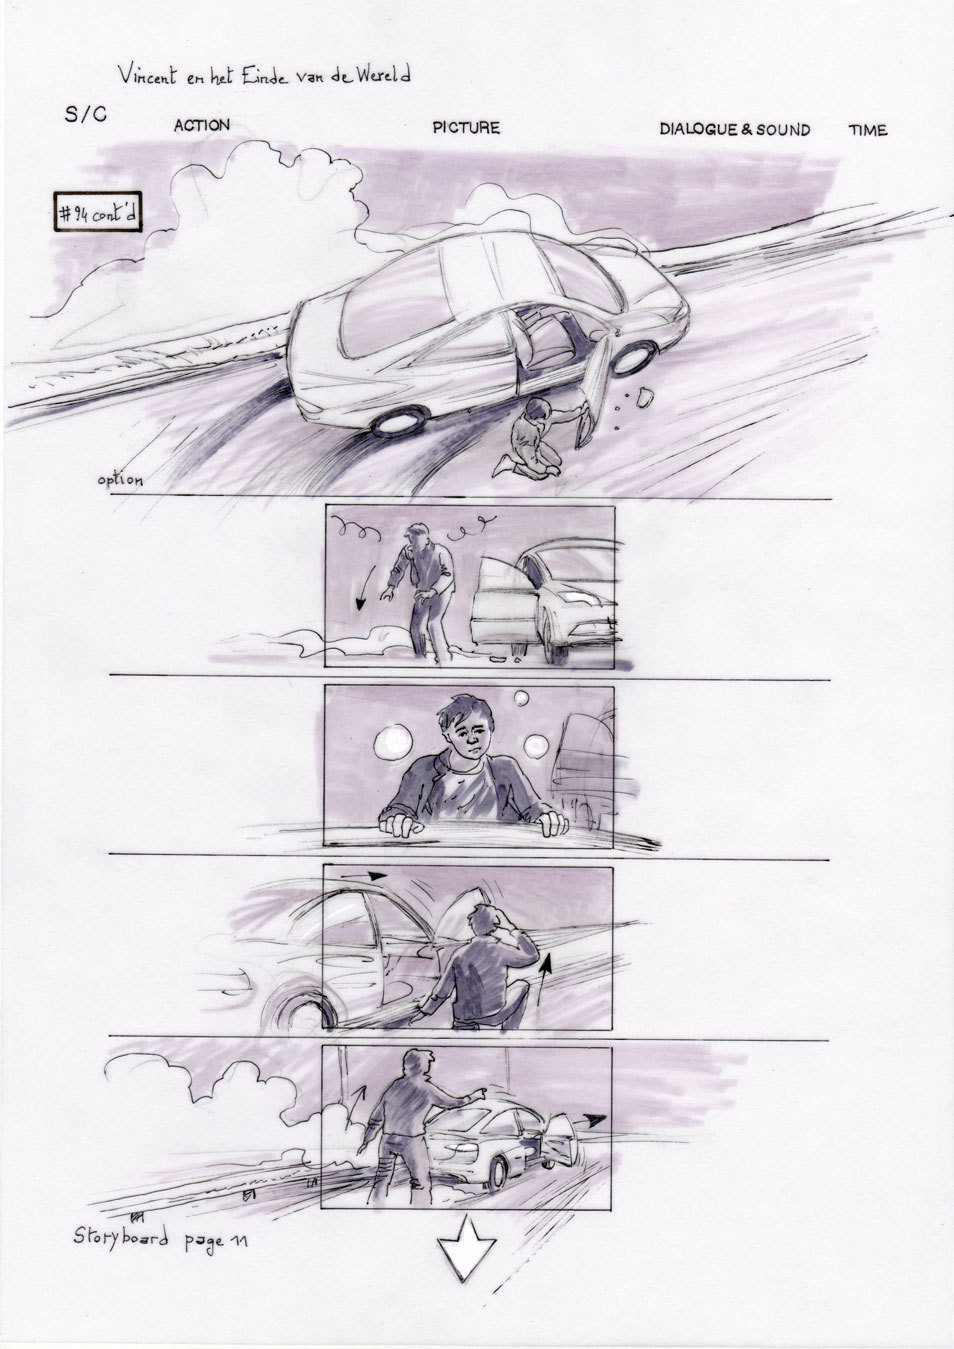 Vincent en het Einde van de Wereld
S/C
ACTION PICTURE DIALOGUE & SOUND TIME
#94 cont'd
option
Storyboard page 11